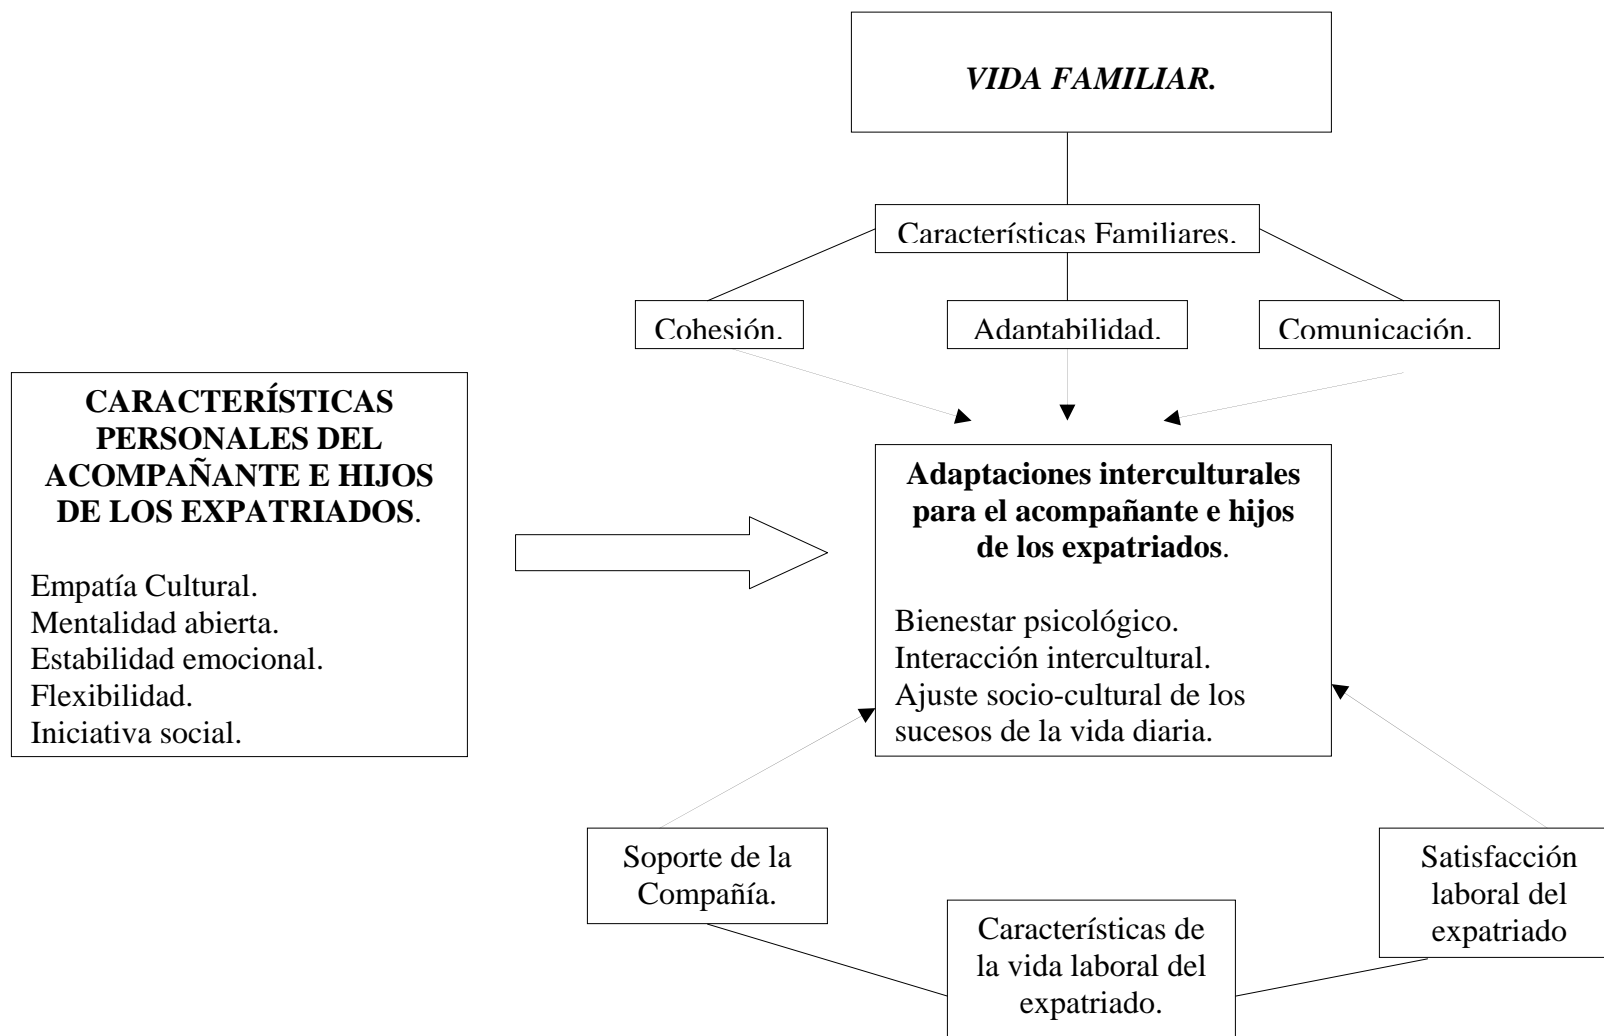 VIDA FAMILIAR.
Características Familiares.
Cohesión.
Adaptabilidad.
Comunicación.
CARACTERÍSTICAS
PERSONALES DEL
ACOMPAÑANTE E HIJOS
DE LOS EXPATRIADOS.
Empatía Cultural.
Mentalidad abierta.
Estabilidad emocional.
Flexibilidad.
Iniciativa social.
Adaptaciones interculturales
para el acompañante e hijos
de los expatriados.
Bienestar psicológico.
Interacción intercultural.
Ajuste socio-cultural de los
sucesos de la vida diaria.
Soporte de la
Compañía.
Características de
la vida laboral del
expatriado.
Satisfacción
laboral del
expatriado